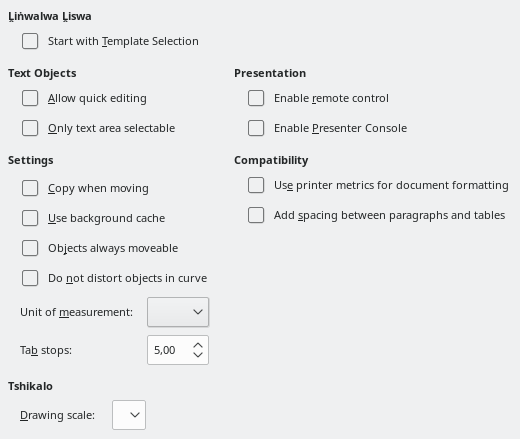 Ḽiṅwalwa Ḽiswa
Start with Template Selection
Text Objects
Allow quick editing
Only text area selectable
Presentation
Enable remote control
Enable Presenter Console
Settings
Copy when moving
Use background cache
Objects always moveable
Do not distort objects in curve
Unit of measurement:
Tab stops:
5,00
Compatibility
Use printer metrics for document formatting
Add spacing between paragraphs and tables
Tshikalo
Drawing scale: